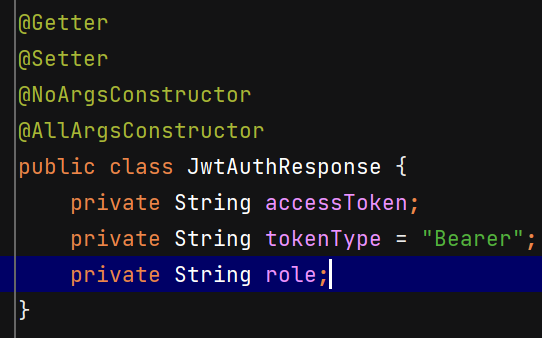 @Getter
@Setter
@NoArgsConstructor
@AllArgsConstructor
public class JwtAuthResponse {
    private String accessToken;
    private String tokenType = "Bearer";
    private String role;
}